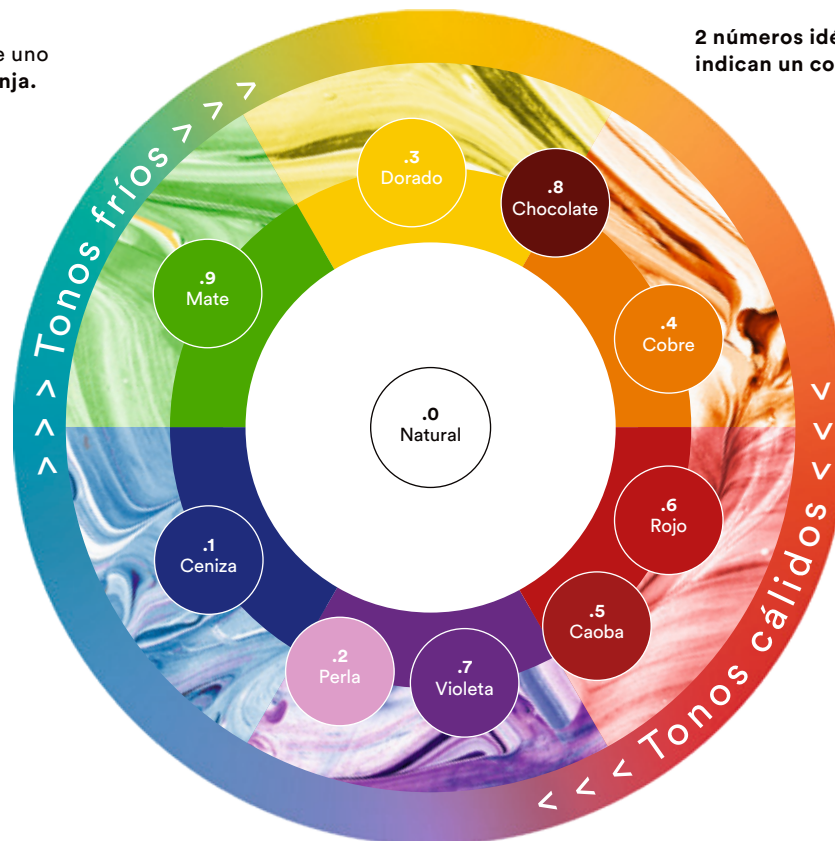 e uno
nja.
2 números idé
indican un co
> > > Tonos fríos > > >
.3
Dorado
.8
Chocolate
.9
Mate
.4
Cobre
.0
Natural
.6
Rojo
.1
Ceniza
.5
Caoba
.2
Perla
.7
Violeta
< < < Tonos cálidos < < <